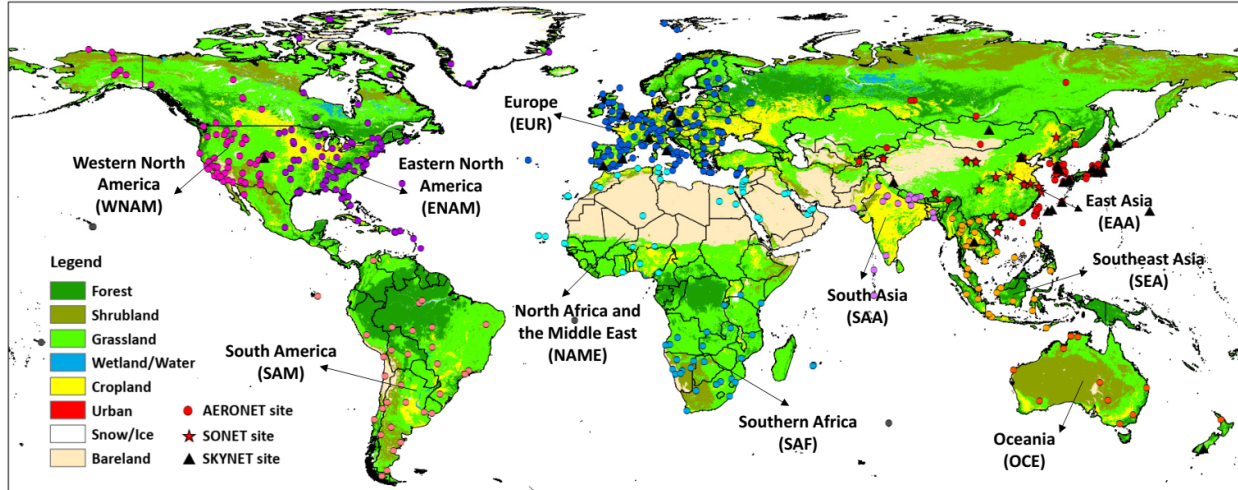 Europe
(EUR)
Western North
America
(WNAM)
Eastern North
America
(ENAM)
East Asia
(EAA)
Southeast Asia
(SEA)
South Asia
(SAA)
North Africa and
the Middle East
(NAME)
South America
(SAM)
Southern Africa
(SAF)
Oceania
(OCE)
Legend
Forest
Shrubland
Grassland
Wetland/Water
Cropland
Urban
Snow/Ice
Bareland
AERONET site
SONET site
SKYNET site